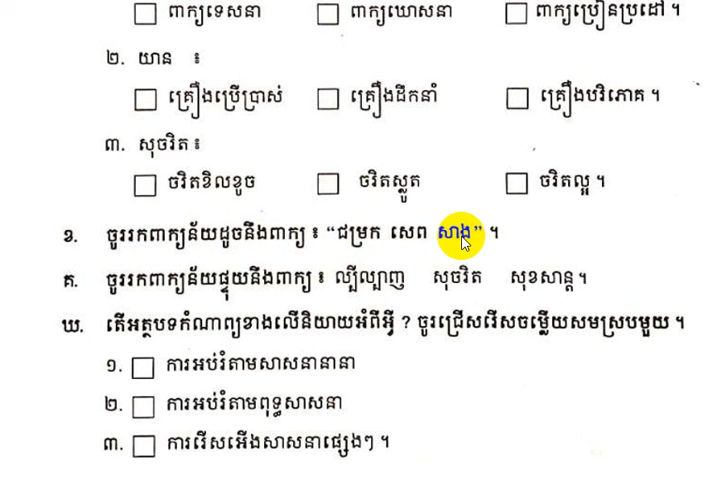 ពាក្យទេសនា ពាក្យឃោសនា ពាក្យប្រៀនប្រដៅ ។
២. យាន ៖
គ្រឿងប្រើប្រាស់ គ្រឿងដឹកនាំ គ្រឿងបរិភោគ ។
៣. សុចរិត ៖
ចរិតខិលខូច ចរិតស្លូត ចរិតល្អ ។
ខ. ចូររកពាក្យន័យដូចនឹងពាក្យ ៖ “ជម្រក សេព សាង” ។
គ. ចូររកពាក្យន័យផ្ទុយនឹងពាក្យ ៖ ល្បីល្បាញ សុចរិត សុខសាន្ត ។
ឃ. តើអត្ថបទកំណាព្យខាងលើនិយាយអំពីអ្វី ? ចូរជ្រើសរើសចម្លើយសមស្របមួយ ។
១. ការអប់រំតាមសាសនានានា
២. ការអប់រំតាមពុទ្ធសាសនា
៣. ការរើសអើងសាសនាផ្សេងៗ ។